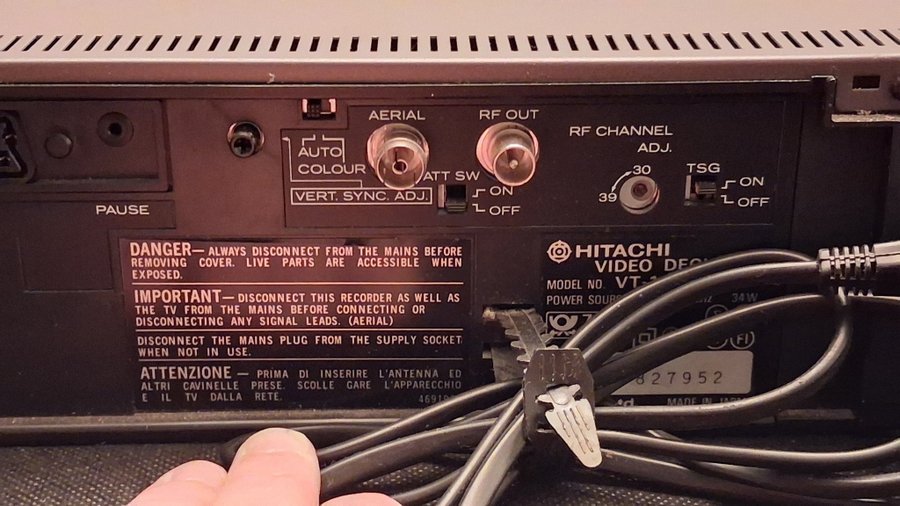 AERIAL
RF OUT
RF CHANNEL
ADJ.
AUTO
COLOUR
VERT. SYNC. ADJ.
ATT SW
ON
OFF
39
30
TSG
ON
OFF
PAUSE
DANGER— ALWAYS DISCONNECT FROM THE MAINS BEFORE
REMOVING COVER. LIVE PARTS ARE ACCESSIBLE WHEN
EXPOSED.
IMPORTANT— DISCONNECT THIS RECORDER AS WELL AS
THE TV FROM THE MAINS BEFORE CONNECTING OR
DISCONNECTING ANY SIGNAL LEADS. (AERIAL)
DISCONNECT THE MAINS PLUG FROM THE SUPPLY SOCKET
WHEN NOT IN USE.
ATTENZIONE — PRIMA DI INSERIRE L'ANTENNA ED
ALTRI CAVINELLE PRESE. SCOLLE GARE L'APPARECCHIO
E IL TV DALLA RETE.
HITACHI
VIDEO
MODEL NO.
POWER
34W
FI
827952
MADE IN